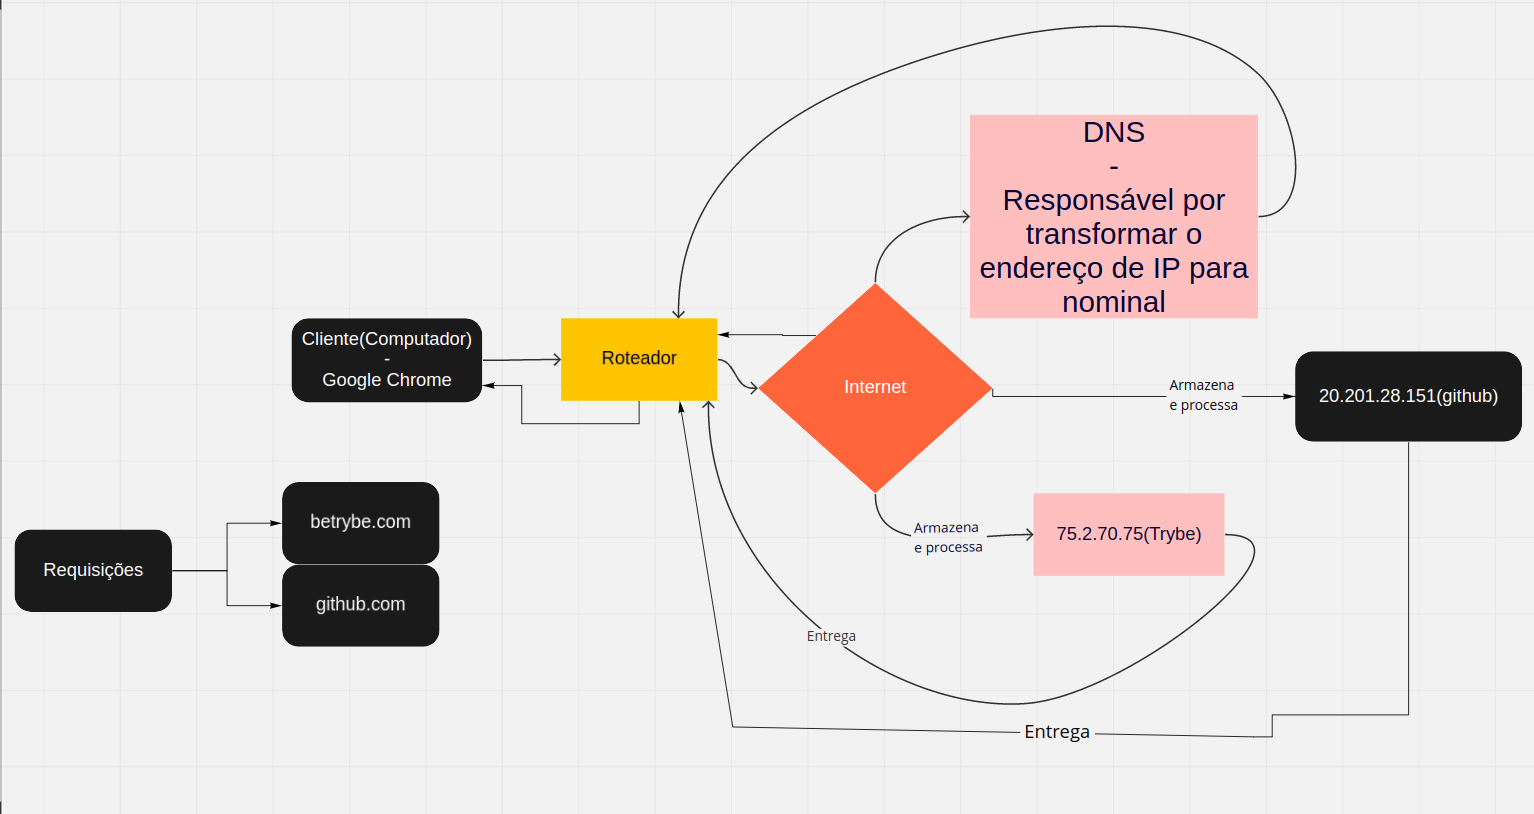 DNS
-
Responsável por
transformar o
endereço de IP para
nominal
Cliente(Computador)
-
Google Chrome
Roteador
Internet
Armazena
e processa
20.201.28.151(github)
Requisições
betrybe.com
github.com
Armazena
e processa
75.2.70.75(Trybe)
Entrega
Entrega